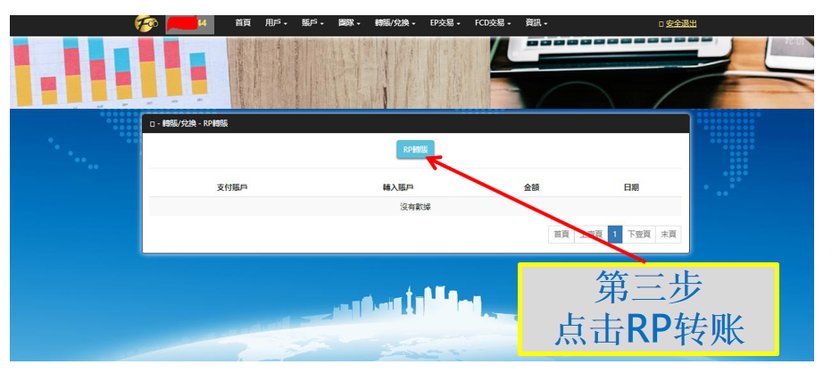 44 首頁 用戶 賬戶 團隊 轉賬/兌換 EP交易 FCD交易 資訊 安全退出
- 轉賬/兌換 - RP轉賬
RP轉賬
支付賬戶 轉入賬戶 金額 日期
沒有數據
首頁 上壹頁 1 下壹頁 末頁
第三步
点击RP转账